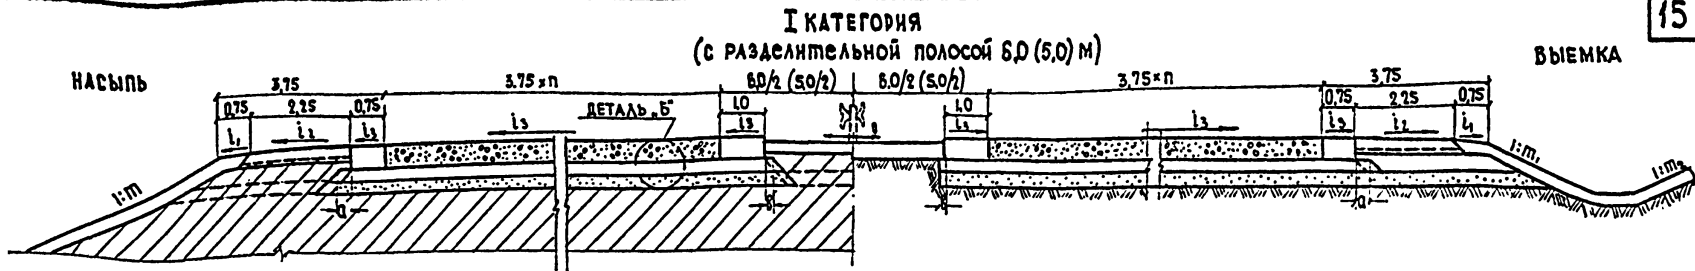 15
I КАТЕГОРИЯ
(С РАЗДЕЛИТЕЛЬНОЙ ПОЛОСОЙ 6,0 (5,0) М)
НАСЫПЬ ВЫЕМКА
3,75 3.75×п 6,0/2 (5,0/2) 6.0/2 (5,0/2) 3,75×п 3,75
0,75 2,25 0,75 ДЕТАЛЬ „Б" 1,0 1,0 0,75 2,25 0,75
i₁ i₂ i₃ i₃ i₃ i₃ i₃ i₃ i₂ i₁
1:m 1:m₁ 1:m₂
а а